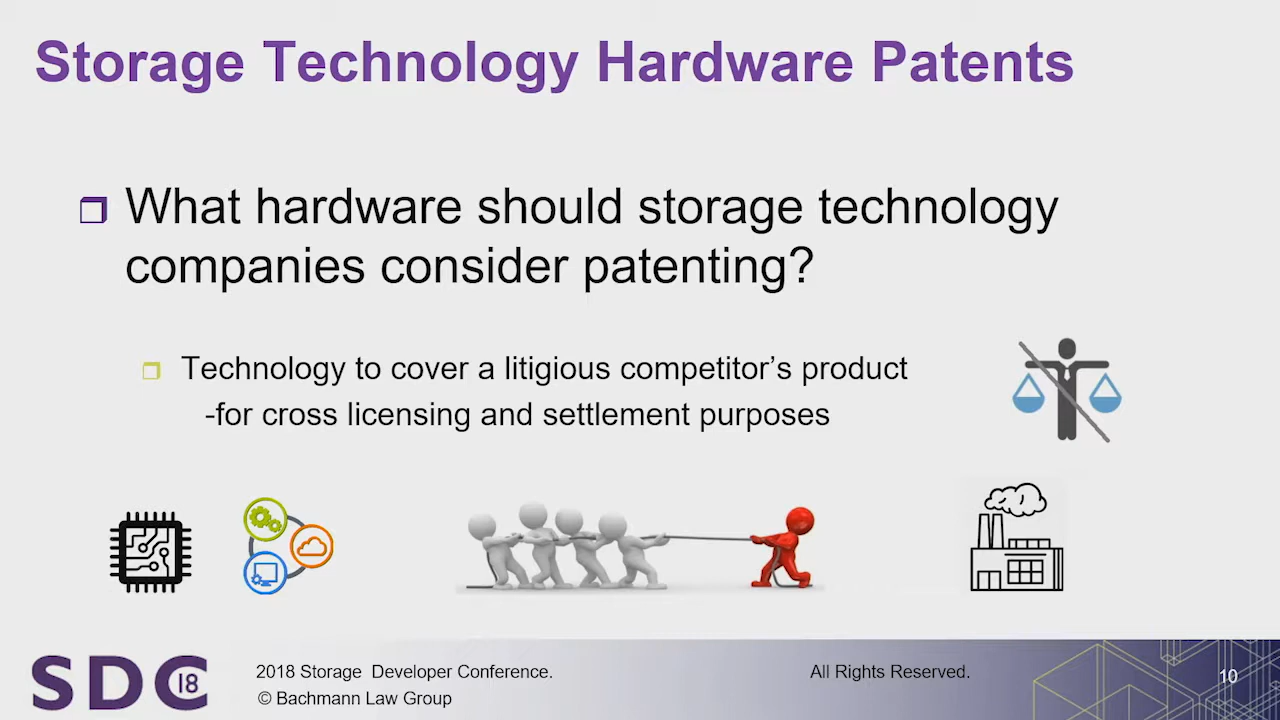 Storage Technology Hardware Patents
What hardware should storage technology
companies consider patenting?
Technology to cover a litigious competitor’s product
-for cross licensing and settlement purposes
SDC 18
2018 Storage Developer Conference.
All Rights Reserved.
10
© Bachmann Law Group